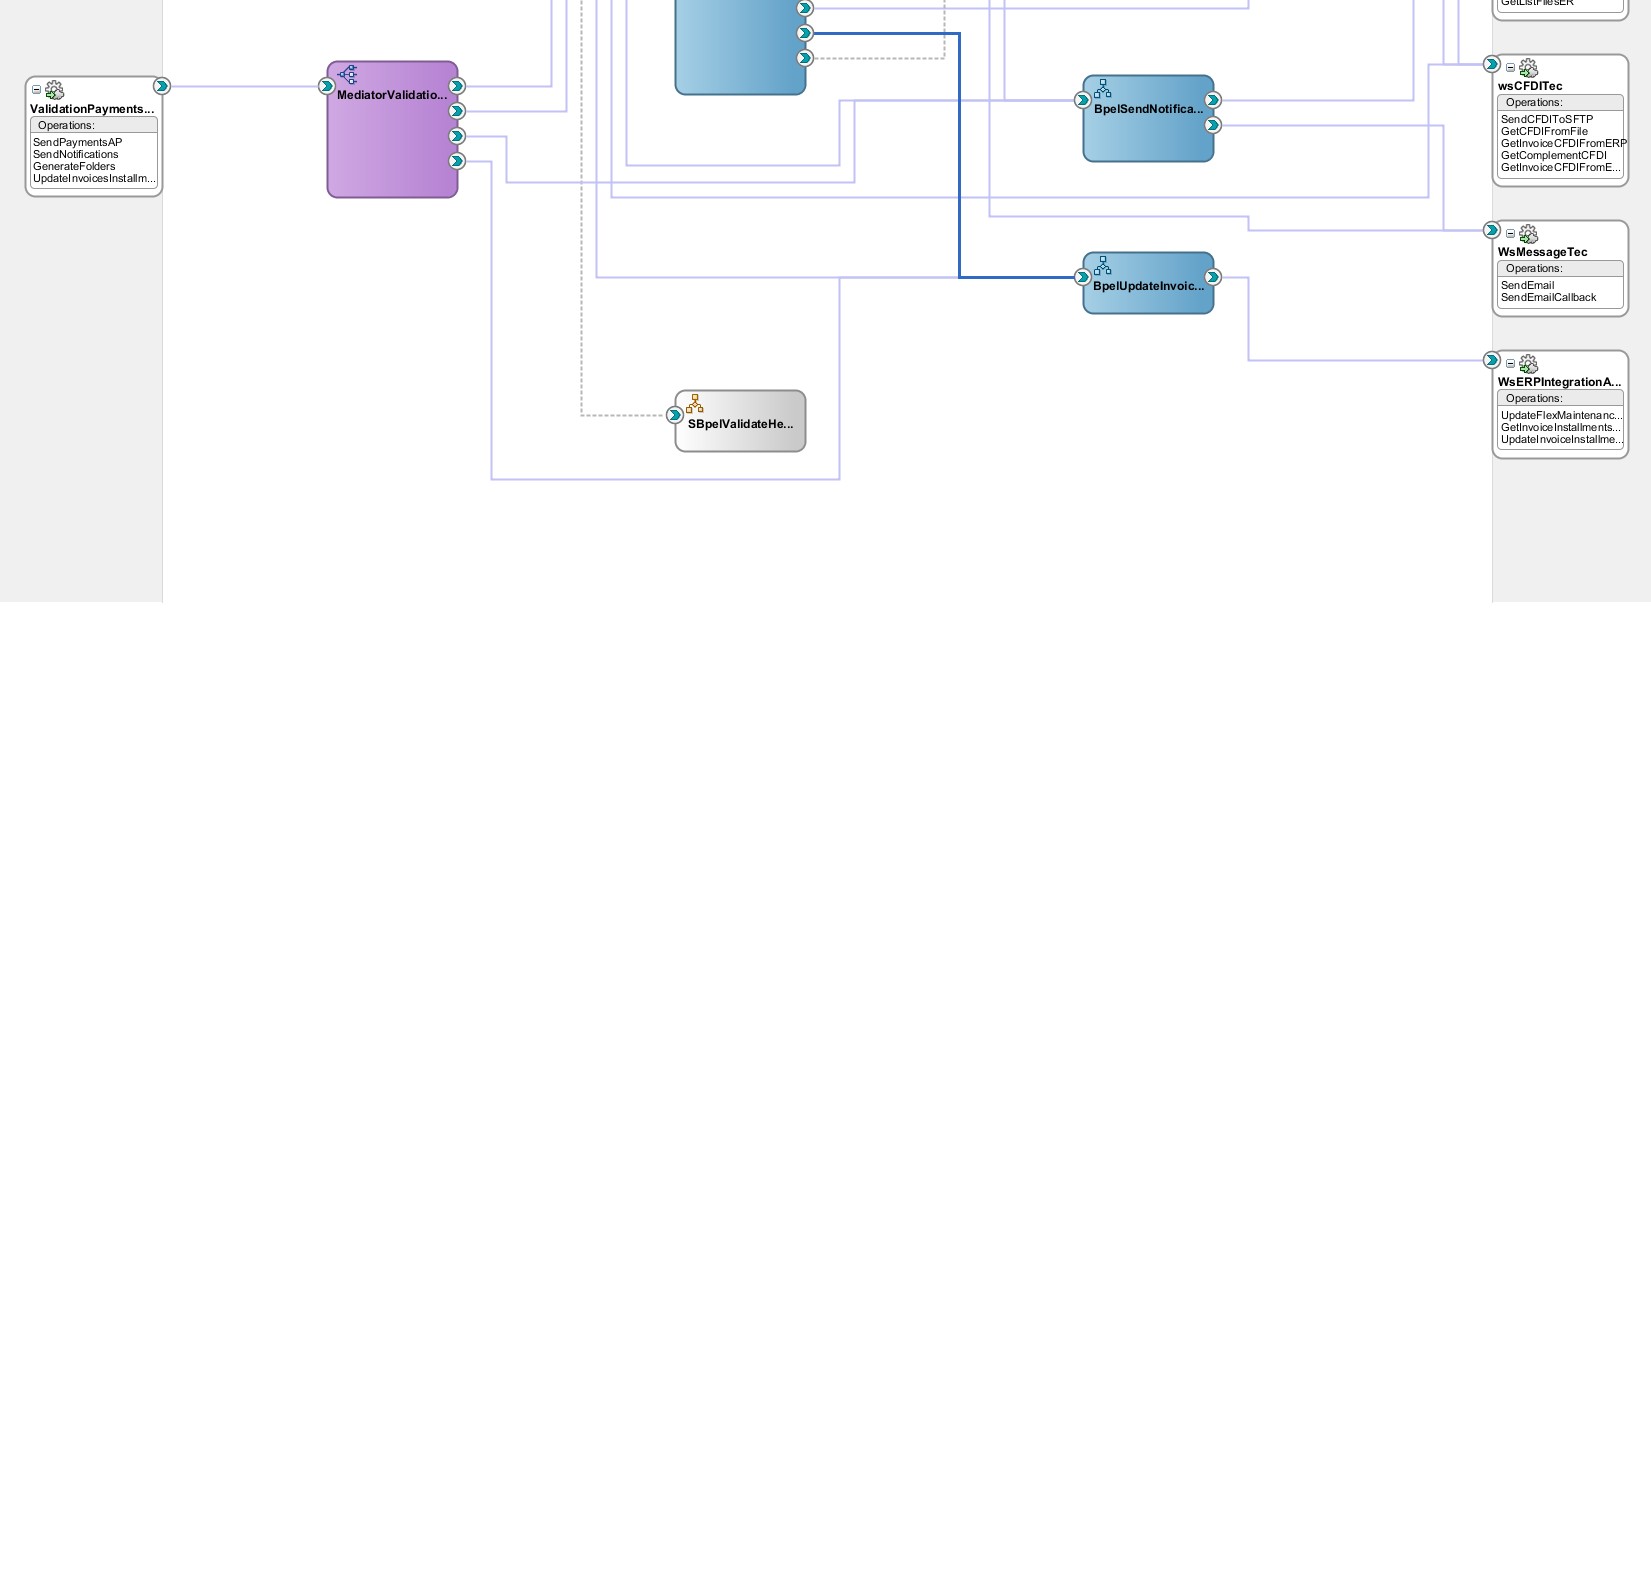 GetListFilesER
ValidationPayments...
Operations:
SendPaymentsAP
SendNotifications
GenerateFolders
UpdateInvoicesInstallm...
MediatorValidatio...
BpelSendNotifica...
wsCFDITec
Operations:
SendCFDIToSFTP
GetCFDIFromFile
GetInvoiceCFDIFromERP
GetComplementCFDI
GetInvoiceCFDIFromE...
WsMessageTec
Operations:
SendEmail
SendEmailCallback
BpelUpdateInvoic...
WsERPIntegrationA...
Operations:
UpdateFlexMaintenanc...
GetInvoiceInstallments...
UpdateInvoiceInstallme...
SBpelValidateHe...